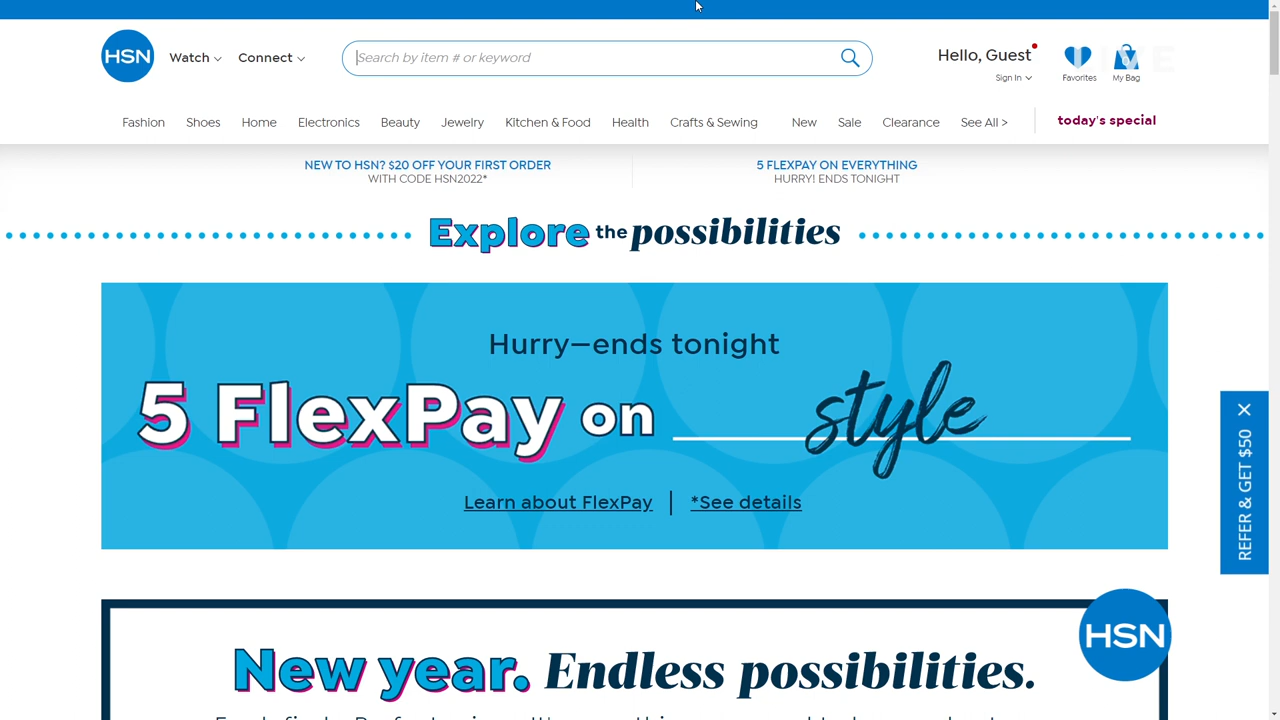 HSN
Watch
Connect
Search by item # or keyword
Hello, Guest
Sign In
Favorites
My Bag
Fashion
Shoes
Home
Electronics
Beauty
Jewelry
Kitchen & Food
Health
Crafts & Sewing
New
Sale
Clearance
See All >
today's special
NEW TO HSN? $20 OFF YOUR FIRST ORDER
WITH CODE HSN2022*
5 FLEXPAY ON EVERYTHING
HURRY! ENDS TONIGHT
Explore the possibilities
Hurry—ends tonight
5 FlexPay on style
Learn about FlexPay | *See details
REFER & GET $50
New year. Endless possibilities.
HSN